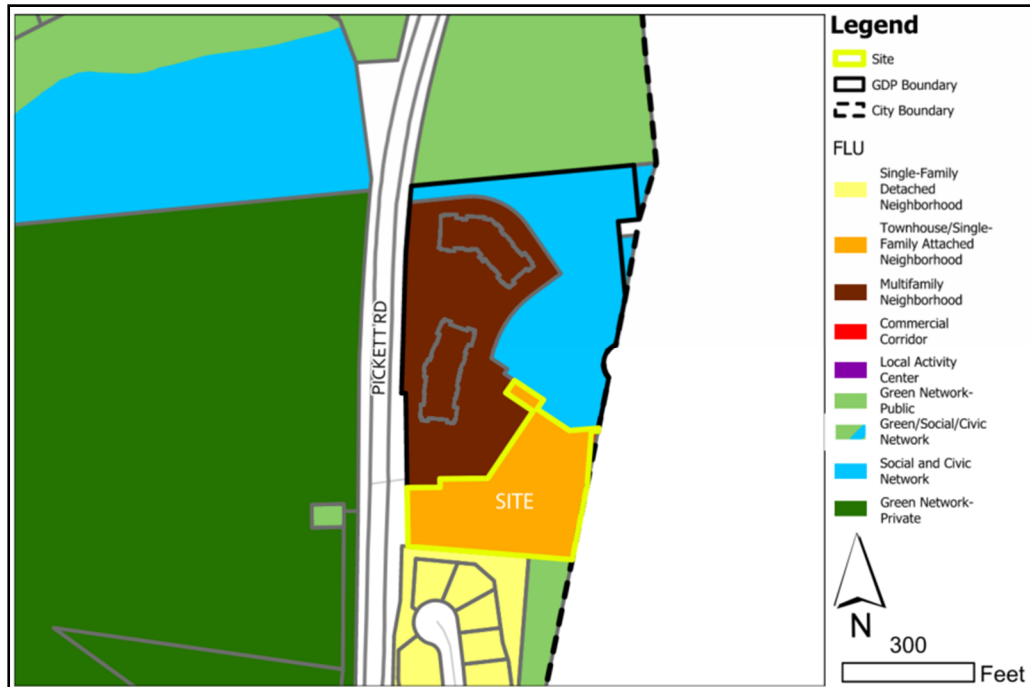 PICKETT RD
SITE
Legend
Site
GDP Boundary
City Boundary
FLU
Single-Family
Detached
Neighborhood
Townhouse/Single-
Family Attached
Neighborhood
Multifamily
Neighborhood
Commercial
Corridor
Local Activity
Center
Green Network-
Public
Green/Social/Civic
Network
Social and Civic
Network
Green Network-
Private
N
300
Feet